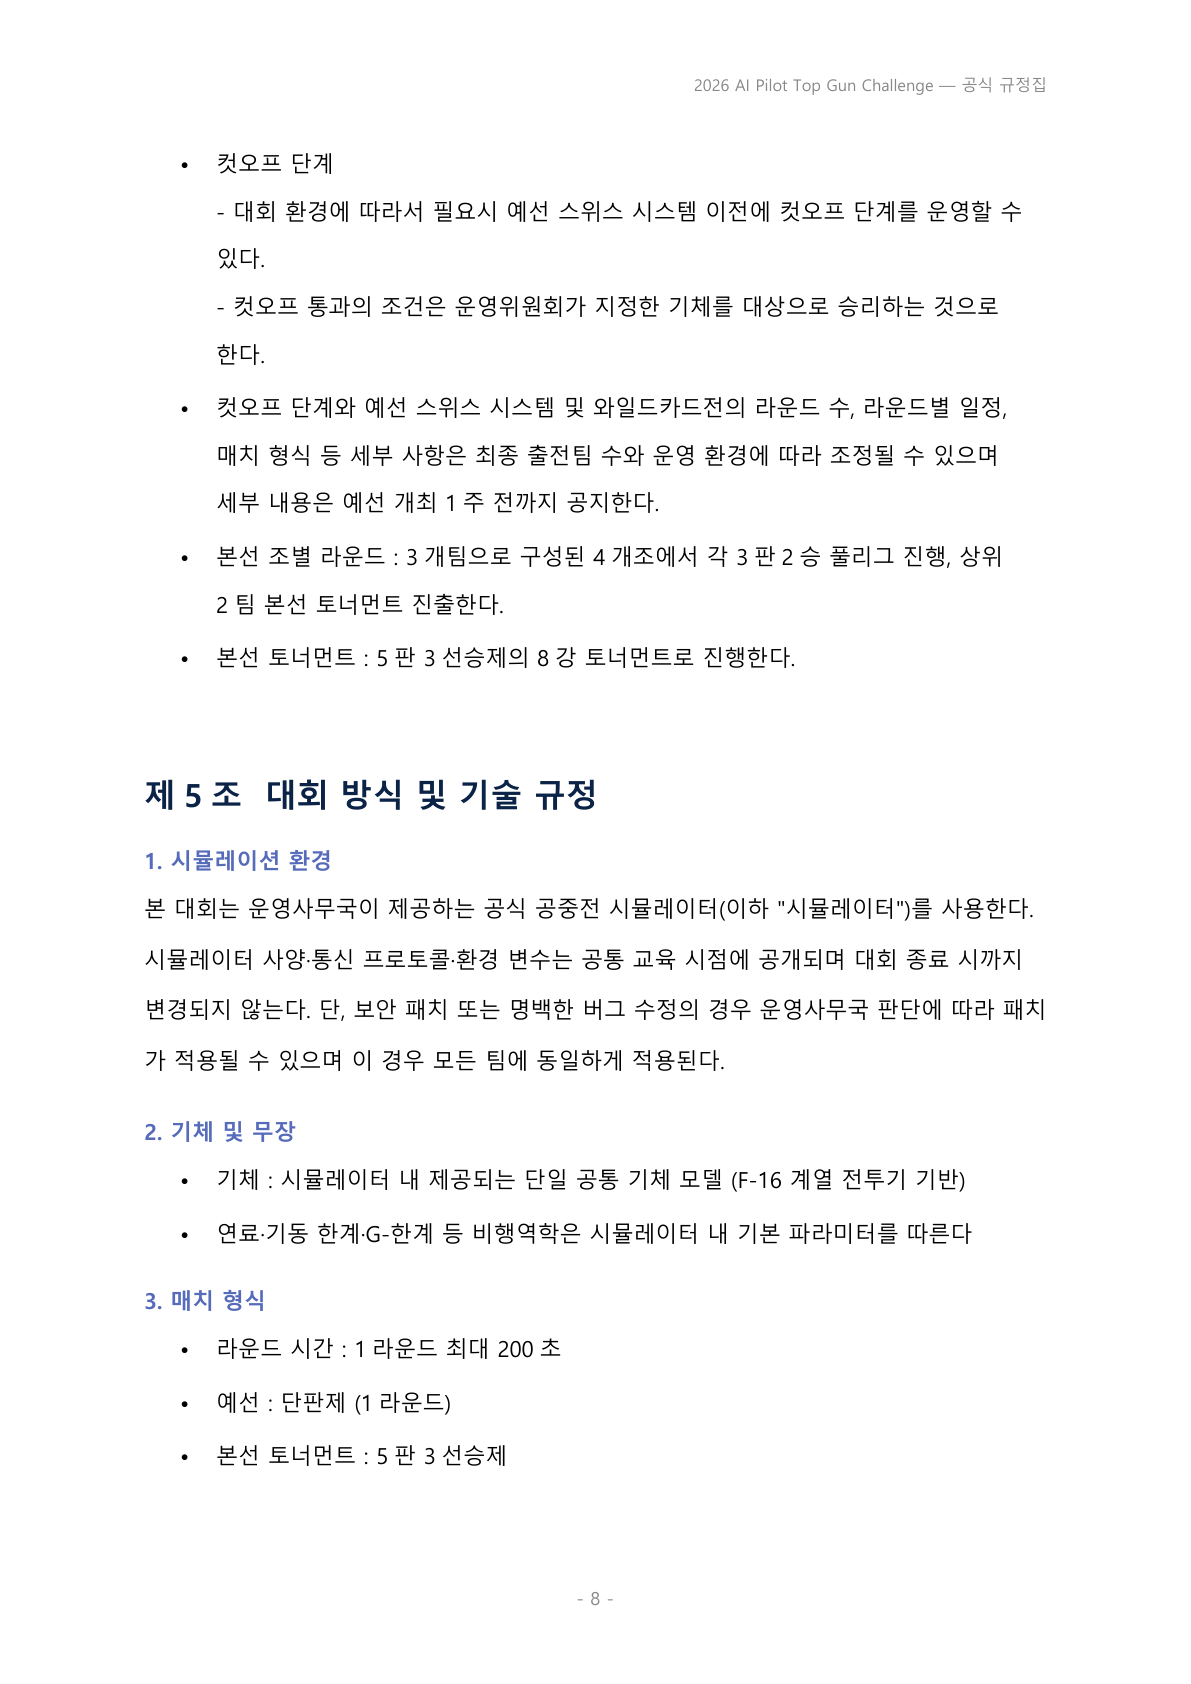 2026 AI Pilot Top Gun Challenge — 공식 규정집
• 컷오프 단계
- 대회 환경에 따라서 필요시 예선 스위스 시스템 이전에 컷오프 단계를 운영할 수
있다.
- 컷오프 통과의 조건은 운영위원회가 지정한 기체를 대상으로 승리하는 것으로
한다.
• 컷오프 단계와 예선 스위스 시스템 및 와일드카드전의 라운드 수, 라운드별 일정,
매치 형식 등 세부 사항은 최종 출전팀 수와 운영 환경에 따라 조정될 수 있으며
세부 내용은 예선 개최 1 주 전까지 공지한다.
• 본선 조별 라운드 : 3 개팀으로 구성된 4 개조에서 각 3 판 2 승 풀리그 진행, 상위
2 팀 본선 토너먼트 진출한다.
• 본선 토너먼트 : 5 판 3 선승제의 8 강 토너먼트로 진행한다.
제 5 조 대회 방식 및 기술 규정
1. 시뮬레이션 환경
본 대회는 운영사무국이 제공하는 공식 공중전 시뮬레이터(이하 "시뮬레이터")를 사용한다.
시뮬레이터 사양·통신 프로토콜·환경 변수는 공통 교육 시점에 공개되며 대회 종료 시까지
변경되지 않는다. 단, 보안 패치 또는 명백한 버그 수정의 경우 운영사무국 판단에 따라 패치
가 적용될 수 있으며 이 경우 모든 팀에 동일하게 적용된다.
2. 기체 및 무장
• 기체 : 시뮬레이터 내 제공되는 단일 공통 기체 모델 (F-16 계열 전투기 기반)
• 연료·기동 한계·G-한계 등 비행역학은 시뮬레이터 내 기본 파라미터를 따른다
3. 매치 형식
• 라운드 시간 : 1 라운드 최대 200 초
• 예선 : 단판제 (1 라운드)
• 본선 토너먼트 : 5 판 3 선승제
- 8 -